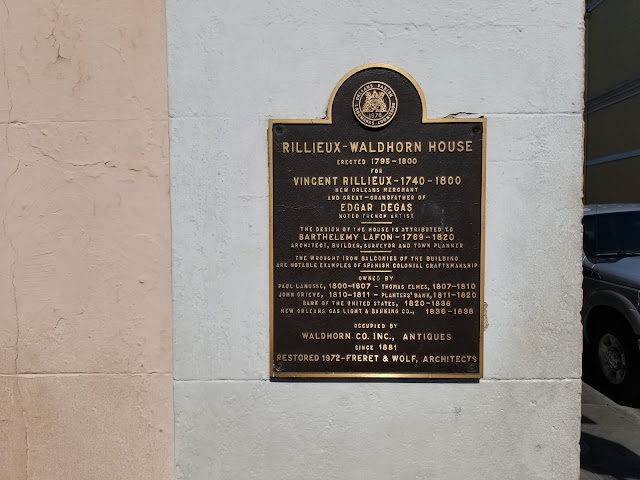 ORLEANS PARISH
LANDMARKS COMMISSION
1978
RILLIEUX-WALDHORN HOUSE
ERECTED 1795-1800
FOR
VINCENT RILLIEUX-1740-1800
NEW ORLEANS MERCHANT
AND GREAT-GRANDFATHER OF
EDGAR DEGAS
NOTED FRENCH ARTIST
THE DESIGN OF THE HOUSE IS ATTRIBUTED TO
BARTHELEMY LAFON-1769-1820
ARCHITECT, BUILDER, SURVEYOR AND TOWN PLANNER
THE WROUGHT IRON BALCONIES OF THE BUILDING
ARE NOTABLE EXAMPLES OF SPANISH COLONIAL CRAFTSMANSHIP
OWNED BY
PAUL LANUSSE, 1800-1807 - THOMAS ELMES, 1807-1810
JOHN GRIEVE, 1810-1811 - PLANTERS' BANK, 1811-1820
BANK OF THE UNITED STATES, 1820-1836
NEW ORLEANS GAS LIGHT & BANKING CO., 1836-1838
OCCUPIED BY
WALDHORN CO. INC., ANTIQUES
SINCE 1881
RESTORED 1972-FRERET & WOLF, ARCHITECTS